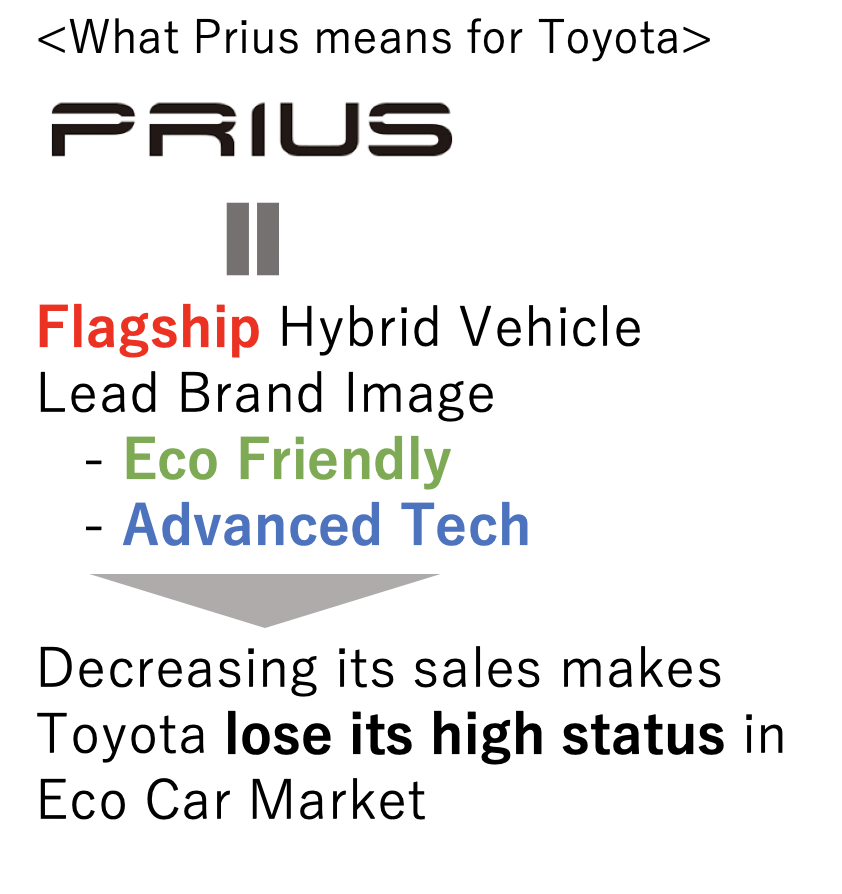 <What Prius means for Toyota>
PRIUS
Flagship Hybrid Vehicle
Lead Brand Image
- Eco Friendly
- Advanced Tech
Decreasing its sales makes
Toyota lose its high status in
Eco Car Market